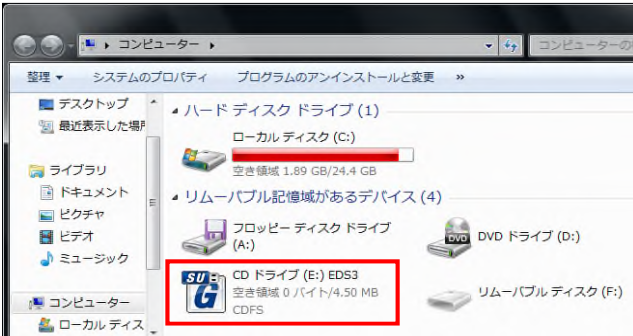 コンピューター
コンピューターの
整理
システムのプロパティ
プログラムのアンインストールと変更
»
デスクトップ
最近表示した場所
ライブラリ
ドキュメント
ピクチャ
ビデオ
ミュージック
コンピューター
ローカル ディス
ハード ディスク ドライブ (1)
ローカル ディスク (C:)
空き領域 1.89 GB/24.4 GB
リムーバブル記憶域があるデバイス (4)
フロッピー ディスク ドライブ
(A:)
DVD
DVD ドライブ (D:)
SU
G
CD ドライブ (E:) EDS3
空き領域 0 バイト/4.50 MB
CDFS
リムーバブル ディスク (F:)